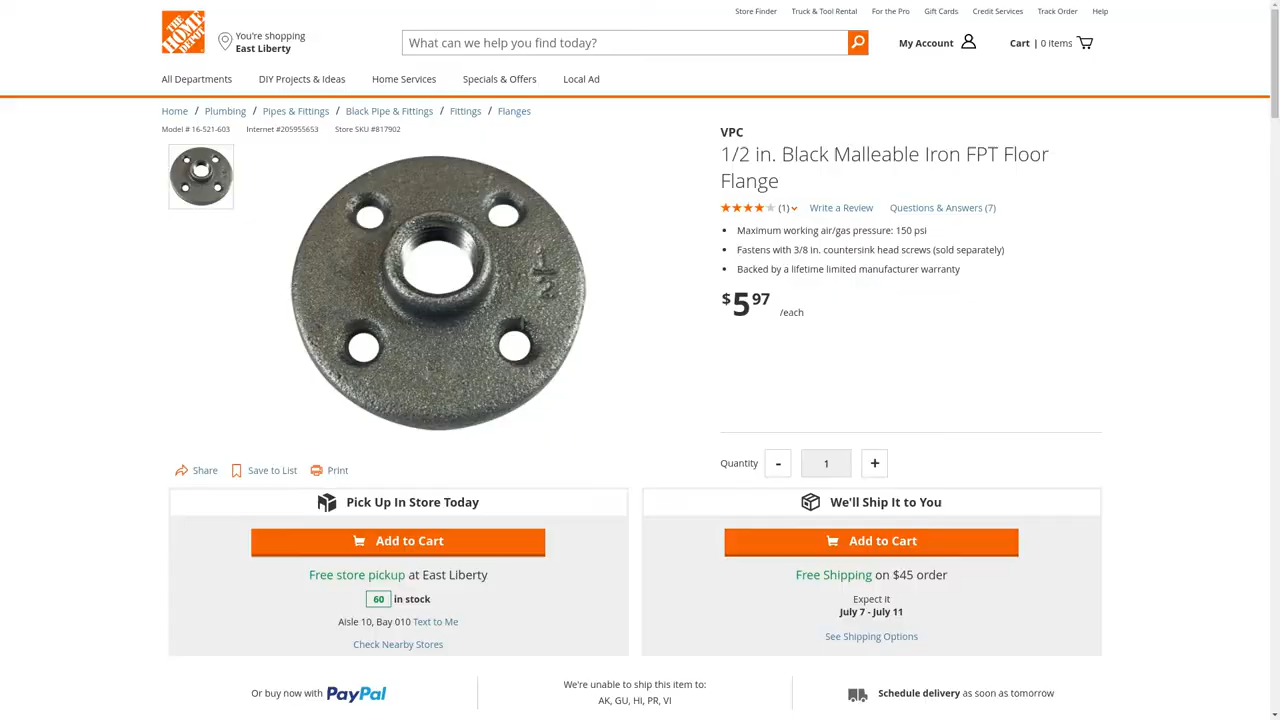 Store Finder
Truck & Tool Rental
For the Pro
Gift Cards
Credit Services
Track Order
Help
THE HOME DEPOT
You're shopping
East Liberty
What can we help you find today?
My Account
Cart | 0 items
All Departments
DIY Projects & Ideas
Home Services
Specials & Offers
Local Ad
Home / Plumbing / Pipes & Fittings / Black Pipe & Fittings / Fittings / Flanges
Model # 16-521-603
Internet #205955653
Store SKU #817902
1/2
VPC
1/2 in. Black Malleable Iron FPT Floor
Flange
(1)
Write a Review
Questions & Answers (7)
Maximum working air/gas pressure: 150 psi
Fastens with 3/8 in. countersink head screws (sold separately)
Backed by a lifetime limited manufacturer warranty
$5 97 /each
Share
Save to List
Print
Quantity - 1 +
Pick Up In Store Today
Add to Cart
Free store pickup at East Liberty
60 in stock
Aisle 10, Bay 010 Text to Me
Check Nearby Stores
We'll Ship It to You
Add to Cart
Free Shipping on $45 order
Expect it
July 7 - July 11
See Shipping Options
Or buy now with PayPal
We're unable to ship this item to:
AK, GU, HI, PR, VI
Schedule delivery as soon as tomorrow